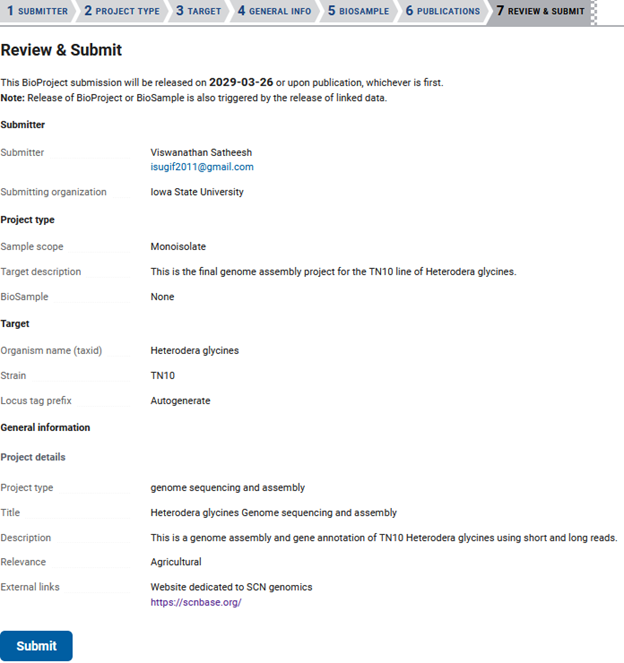 1 SUBMITTER 2 PROJECT TYPE 3 TARGET 4 GENERAL INFO 5 BIOSAMPLE 6 PUBLICATIONS 7 REVIEW & SUBMIT
Review & Submit
This BioProject submission will be released on 2029-03-26 or upon publication, whichever is first.
Note: Release of BioProject or BioSample is also triggered by the release of linked data.
Submitter
Submitter Viswanathan Satheesh
isugif2011@gmail.com
Submitting organization Iowa State University
Project type
Sample scope Monoisolate
Target description This is the final genome assembly project for the TN10 line of Heterodera glycines.
BioSample None
Target
Organism name (taxid) Heterodera glycines
Strain TN10
Locus tag prefix Autogenerate
General information
Project details
Project type genome sequencing and assembly
Title Heterodera glycines Genome sequencing and assembly
Description This is a genome assembly and gene annotation of TN10 Heterodera glycines using short and long reads.
Relevance Agricultural
External links Website dedicated to SCN genomics
https://scnbase.org/
Submit